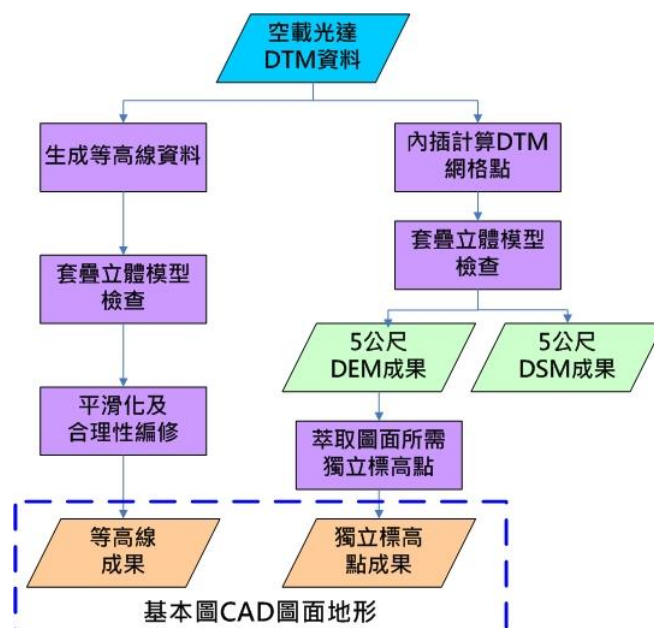 空載光達
DTM資料
生成等高線資料
內插計算DTM
網格點
套疊立體模型
檢查
套疊立體模型
檢查
5公尺
DEM成果
5公尺
DSM成果
平滑化及
合理性編修
萃取圖面所需
獨立標高點
等高線
成果
獨立標高
點成果
基本圖CAD圖面地形